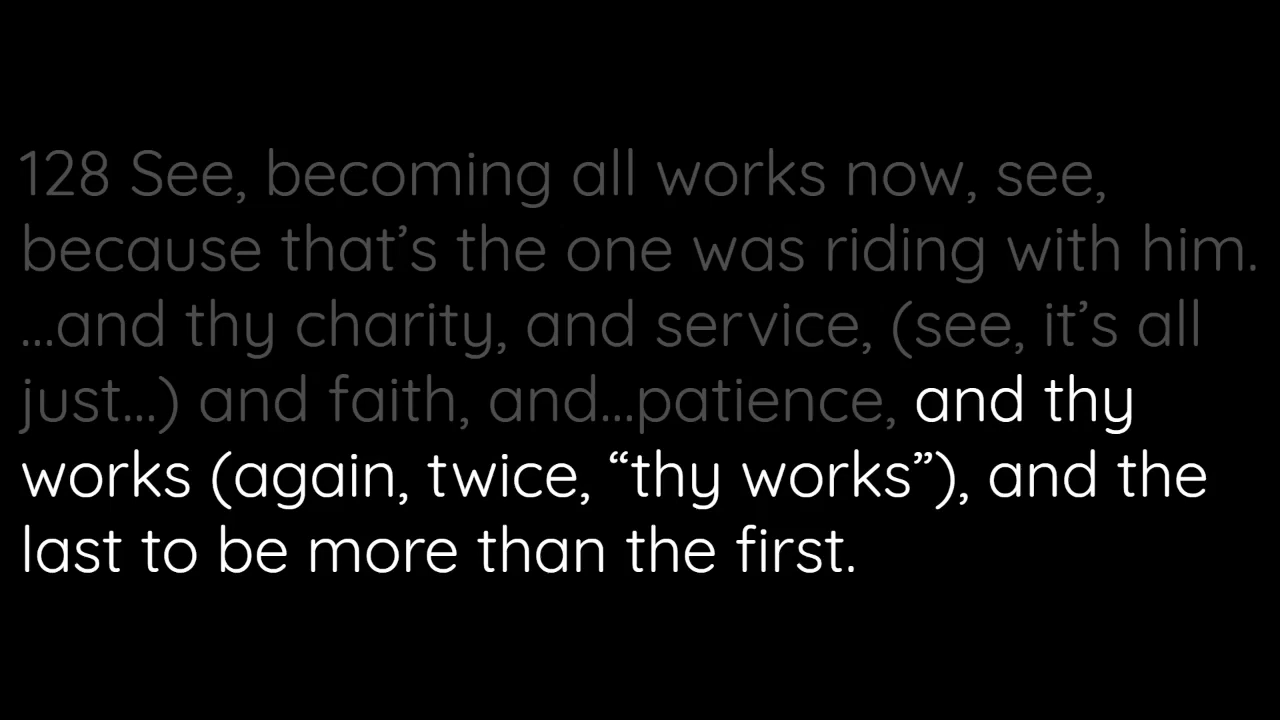 128 See, becoming all works now, see,
because that’s the one was riding with him.
...and thy charity, and service, (see, it’s all
just...) and faith, and...patience, and thy
works (again, twice, “thy works”), and the
last to be more than the first.